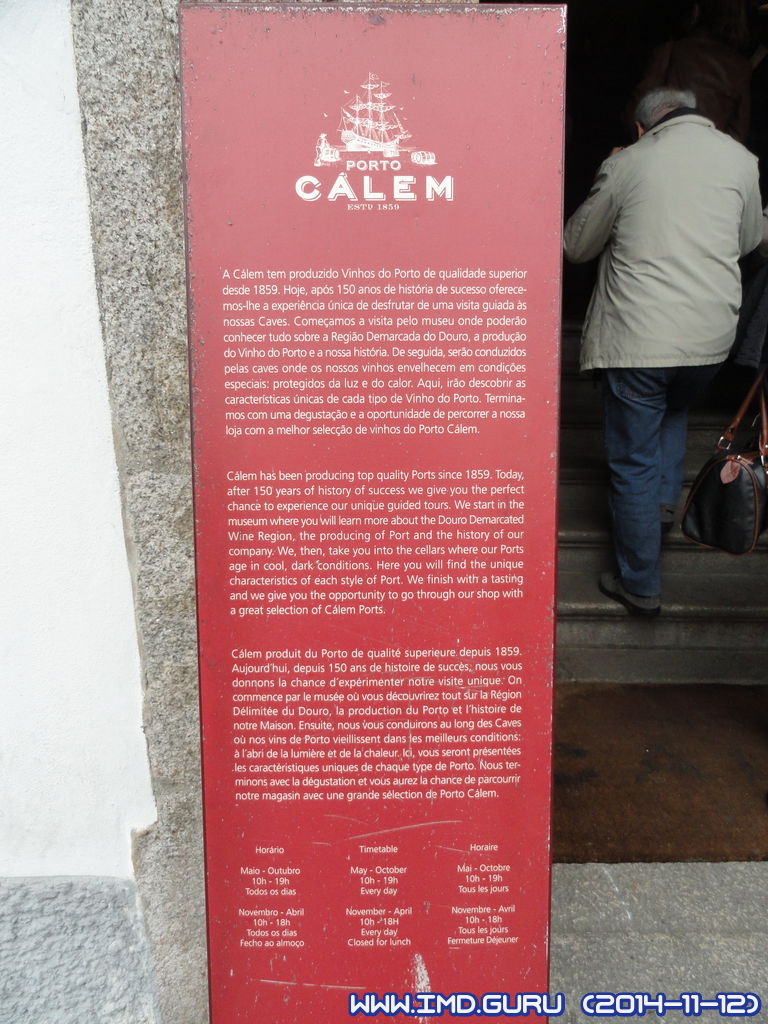 PORTO
CÁLEM
ESTD 1859
A Cálem tem produzido Vinhos do Porto de qualidade superior
desde 1859. Hoje, após 150 anos de história de sucesso oferece-
mos-lhe a experiência única de desfrutar de uma visita guiada às
nossas Caves. Começamos a visita pelo museu onde poderão
conhecer tudo sobre a Região Demarcada do Douro, a produção
do Vinho do Porto e a nossa história. De seguida, serão conduzidos
pelas caves onde os nossos vinhos envelhecem em condições
especiais: protegidos da luz e do calor. Aqui, irão descobrir as
características únicas de cada tipo de Vinho do Porto. Termina-
mos com uma degustação e a oportunidade de percorrer a nossa
loja com a melhor selecção de vinhos do Porto Cálem.
Cálem has been producing top quality Ports since 1859. Today,
after 150 years of history of success we give you the perfect
chance to experience our unique guided tours. We start in the
museum where you will learn more about the Douro Demarcated
Wine Region, the producing of Port and the history of our
company. We, then, take you into the cellars where our Ports
age in cool, dark conditions. Here you will find the unique
characteristics of each style of Port. We finish with a tasting
and we give you the opportunity to go through our shop with
a great selection of Cálem Ports.
Cálem produit du Porto de qualité superieure depuis 1859.
Aujourd'hui, depuis 150 ans de histoire de succès, nous vous
donnons la chance d'expérimenter notre visite unique. On
commence par le musée où vous découvrirez tout sur la Région
Délimitée du Douro, la production du Porto et l'histoire de
notre Maison. Ensuite, nous vous conduirons au long des Caves
où nos vins de Porto vieillissent dans les meilleurs conditions:
à l'abri de la lumière et de la chaleur. Ici, vous seront présentées
les caractéristiques uniques de chaque type de Porto. Nous ter-
minons avec la dégustation et vous aurez la chance de parcourrir
notre magasin avec une grande sélection de Porto Cálem.
Horário
Maio - Outubro
10h - 19h
Todos os dias
Novembro - Abril
10h - 18h
Todos os dias
Fecho ao almoço
Timetable
May - October
10h - 19h
Every day
November - April
10h - 18H
Every day
Closed for lunch
Horaire
Mai - Octobre
10h - 19h
Tous les jours
Novembre - Avril
10h - 18h
Tous les jours
Fermeture Déjeuner
WWW.IMD.GURU (2014-11-12)